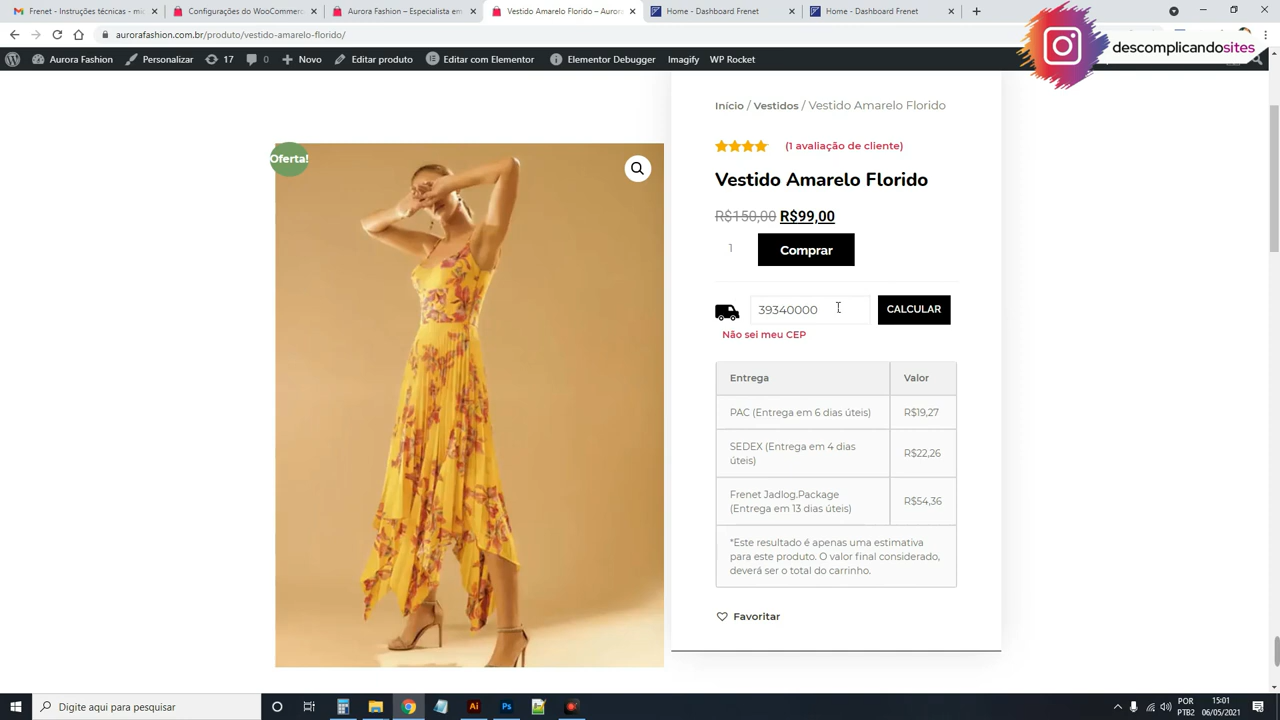 Frenet - Instruções técnicas - mi
Configurações do WooCommerc
Aurora Fashion – Especialista em
Vestido Amarelo Florido – Aurora
Home - Dashboard Frenet
Home - Dashboard Frenet
aurorafashion.com.br/produto/vestido-amarelo-florido/
descomplicandosites
Aurora Fashion
Personalizar
17
0
Novo
Editar produto
Editar com Elementor
Elementor Debugger
Imagify
WP Rocket
Início / Vestidos / Vestido Amarelo Florido
Oferta!
(1 avaliação de cliente)
Vestido Amarelo Florido
R$150,00 R$99,00
1
Comprar
39340000
CALCULAR
Não sei meu CEP
Entrega Valor
PAC (Entrega em 6 dias úteis) R$19,27
SEDEX (Entrega em 4 dias
úteis)
R$22,26
Frenet Jadlog.Package
(Entrega em 13 dias úteis)
R$54,36
*Este resultado é apenas uma estimativa
para este produto. O valor final considerado,
deverá ser o total do carrinho.
Favoritar
Digite aqui para pesquisar
Ai
Ps
POR
PTB2
15:01
06/05/2021